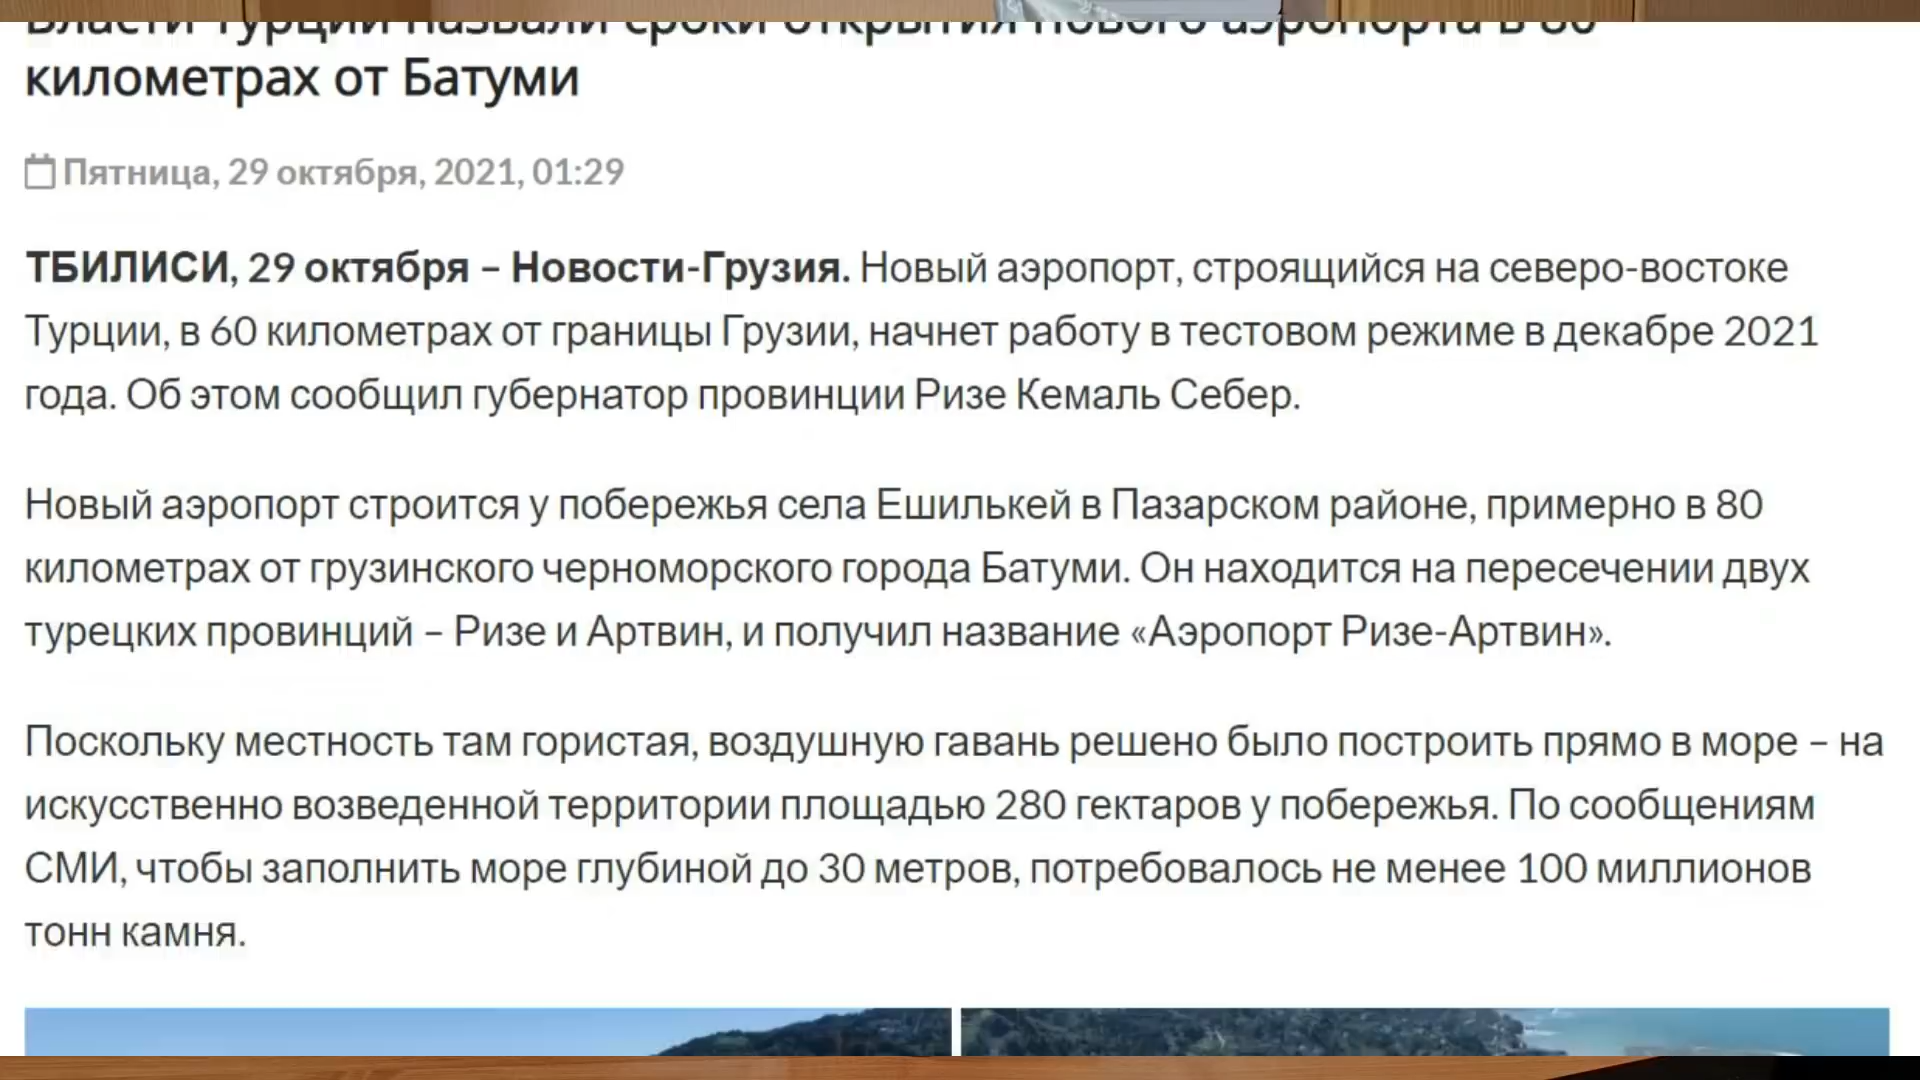 Власти Турции назвали сроки открытия нового аэропорта в 80
километрах от Батуми
Пятница, 29 октября, 2021, 01:29
ТБИЛИСИ, 29 октября – Новости-Грузия. Новый аэропорт, строящийся на северо-востоке
Турции, в 60 километрах от границы Грузии, начнет работу в тестовом режиме в декабре 2021
года. Об этом сообщил губернатор провинции Ризе Кемаль Себер.
Новый аэропорт строится у побережья села Ешилькей в Пазарском районе, примерно в 80
километрах от грузинского черноморского города Батуми. Он находится на пересечении двух
турецких провинций – Ризе и Артвин, и получил название «Аэропорт Ризе-Артвин».
Поскольку местность там гористая, воздушную гавань решено было построить прямо в море – на
искусственно возведенной территории площадью 280 гектаров у побережья. По сообщениям
СМИ, чтобы заполнить море глубиной до 30 метров, потребовалось не менее 100 миллионов
тонн камня.